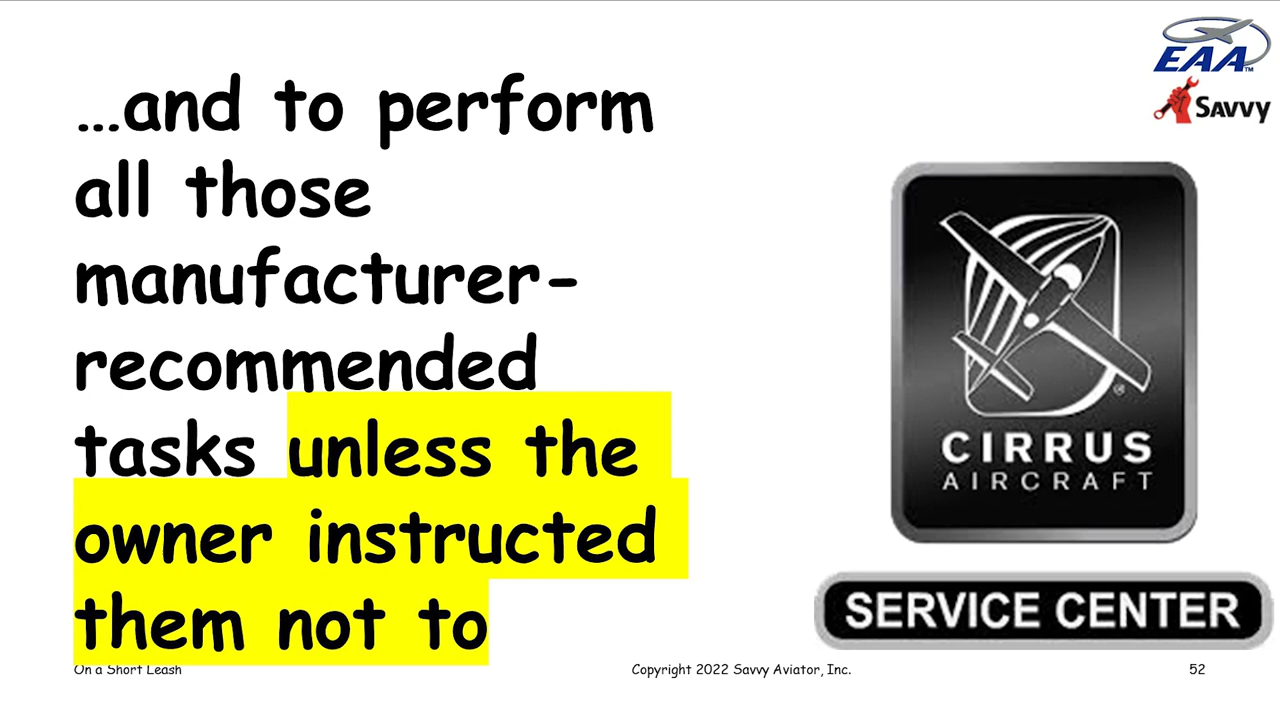 …and to perform
all those
manufacturer-
recommended
tasks unless the
owner instructed
them not to
EAA™
SAVVY
®
CIRRUS
AIRCRAFT
SERVICE CENTER
On a Short Leash
Copyright 2022 Savvy Aviator, Inc.
52